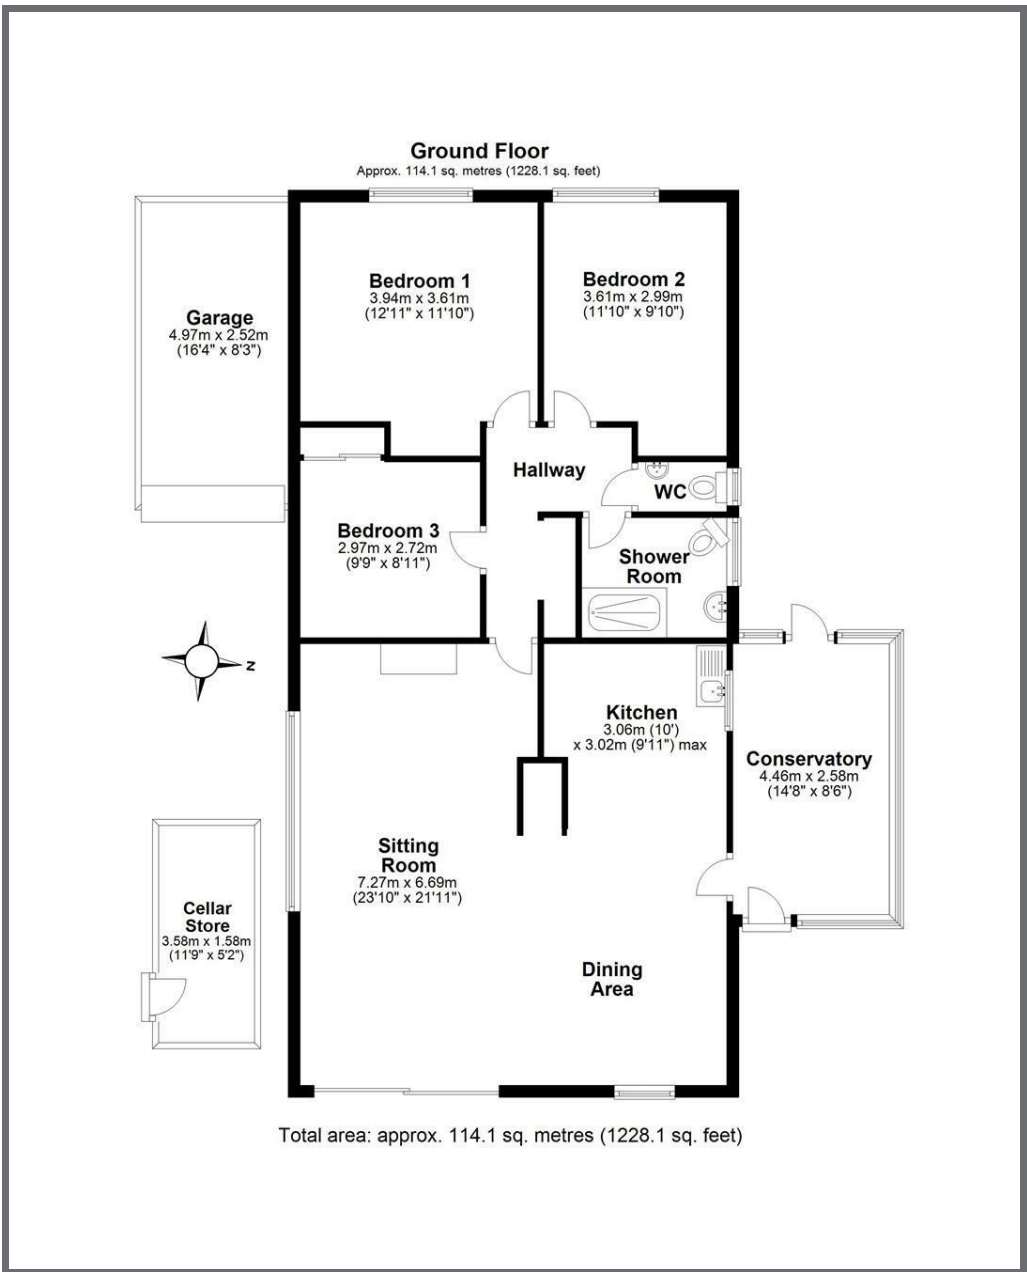 Ground Floor
Approx. 114.1 sq. metres (1228.1 sq. feet)
Bedroom 1
3.94m x 3.61m
(12'11" x 11'10")
Bedroom 2
3.61m x 2.99m
(11'10" x 9'10")
Garage
4.97m x 2.52m
(16'4" x 8'3")
Hallway
WC
Bedroom 3
2.97m x 2.72m
(9'9" x 8'11")
Shower
Room
N
Kitchen
3.06m (10')
x 3.02m (9'11") max
Conservatory
4.46m x 2.58m
(14'8" x 8'6")
Sitting
Room
7.27m x 6.69m
(23'10" x 21'11")
Cellar
Store
3.58m x 1.58m
(11'9" x 5'2")
Dining
Area
Total area: approx. 114.1 sq. metres (1228.1 sq. feet)